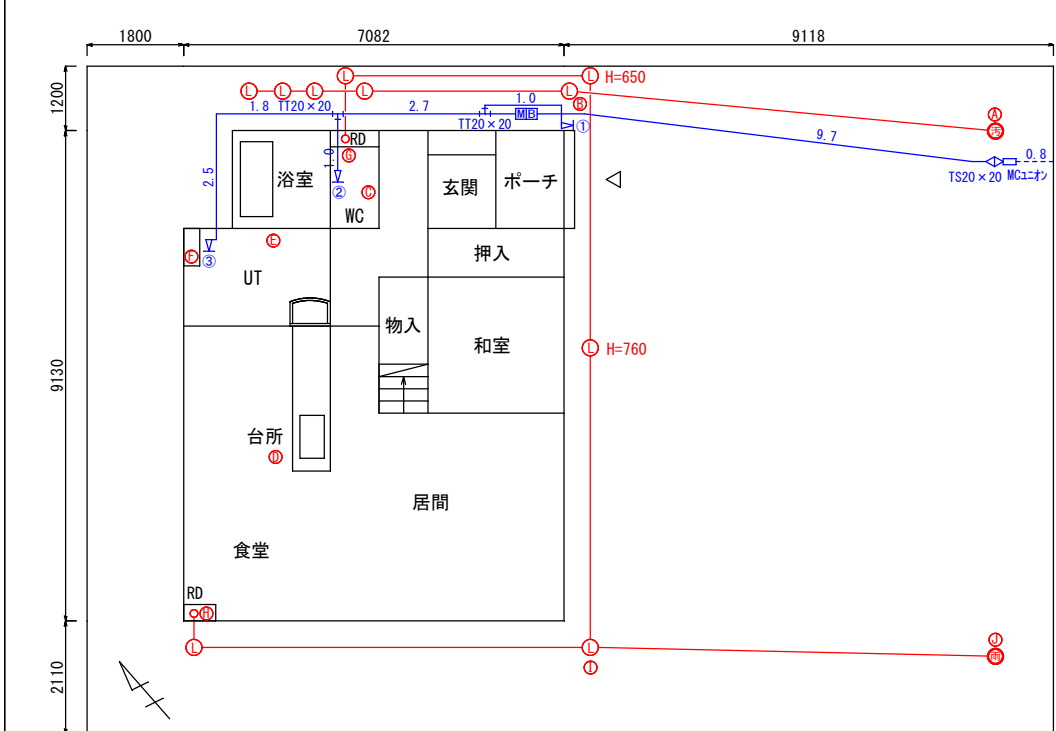 1800
7082
9118
1200
9130
2110
L
H=650
L
L
L
L
L
L
Ⓑ
Ⓐ
汚
1.8
TT20×20
2.7
1.0
M
B
TT20×20
①
9.7
0.8
TS20×20
MCユニオン
2.5
1.0
RD
Ⓖ
浴室
②
Ⓒ
WC
玄関
ポーチ
Ⓔ
Ⓕ
③
UT
押入
物入
和室
L
H=760
台所
Ⓓ
居間
食堂
RD
Ⓗ
L
L
Ⓘ
Ⓙ
雨